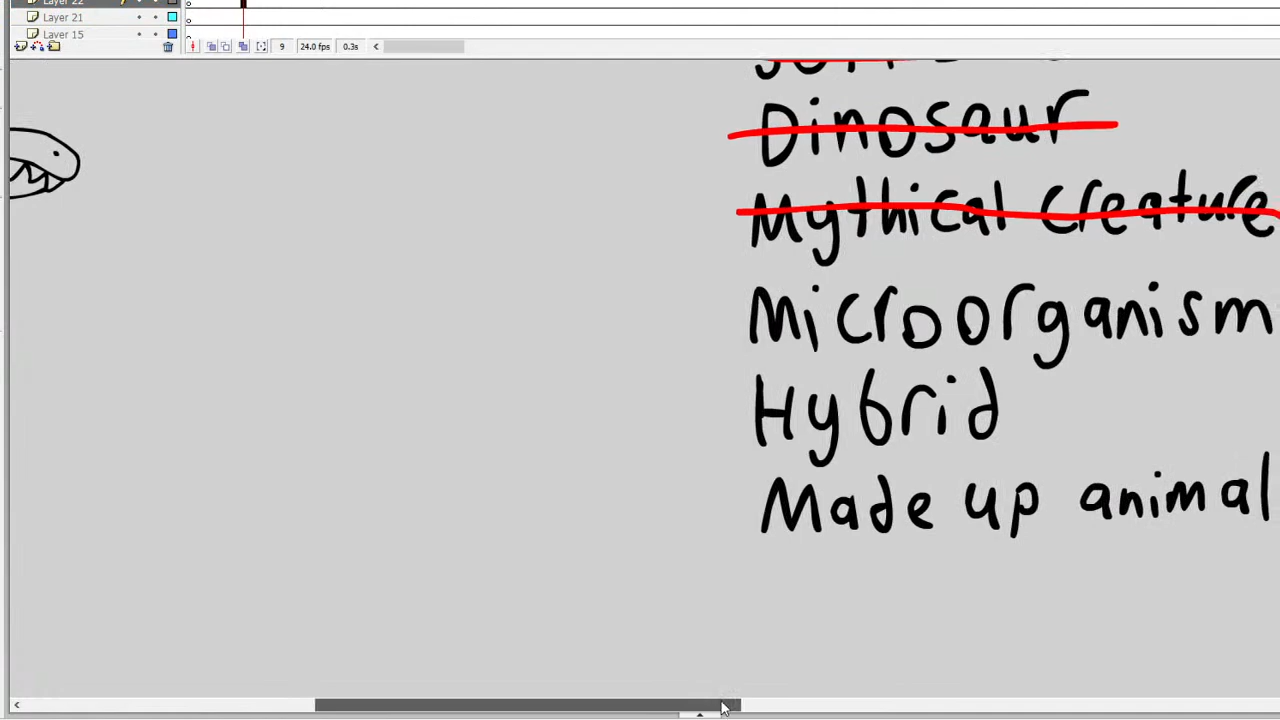 Layer 22
Layer 21
Layer 15
9 24.0 fps 0.3s
Dinosaur
Mythical Creature
Microorganism
Hybrid
Made up animal